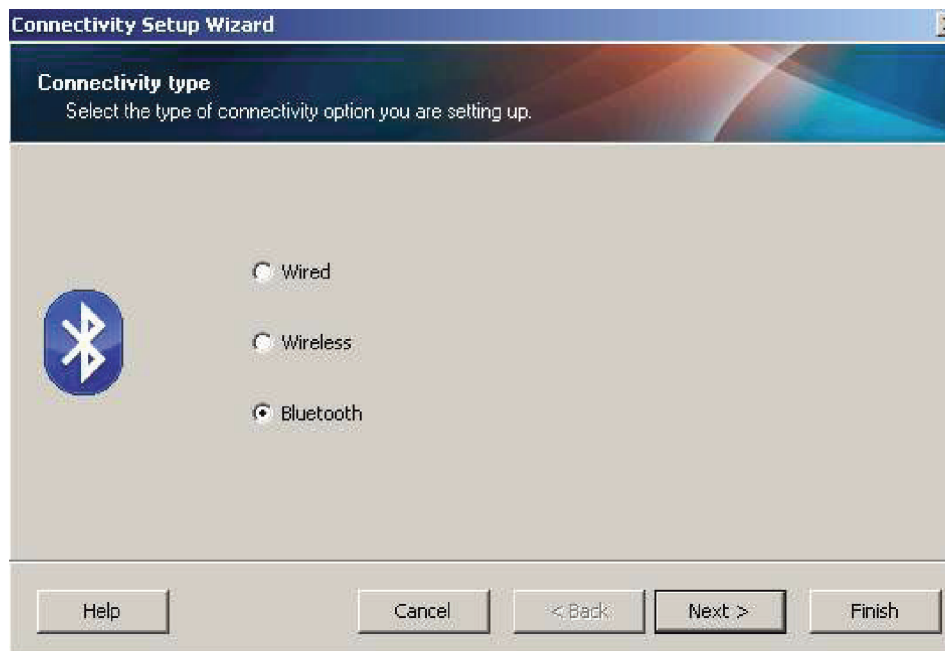 Connectivity Setup Wizard
Connectivity type
Select the type of connectivity option you are setting up.
Wired
Wireless
Bluetooth
Help
Cancel
< Back
Next >
Finish